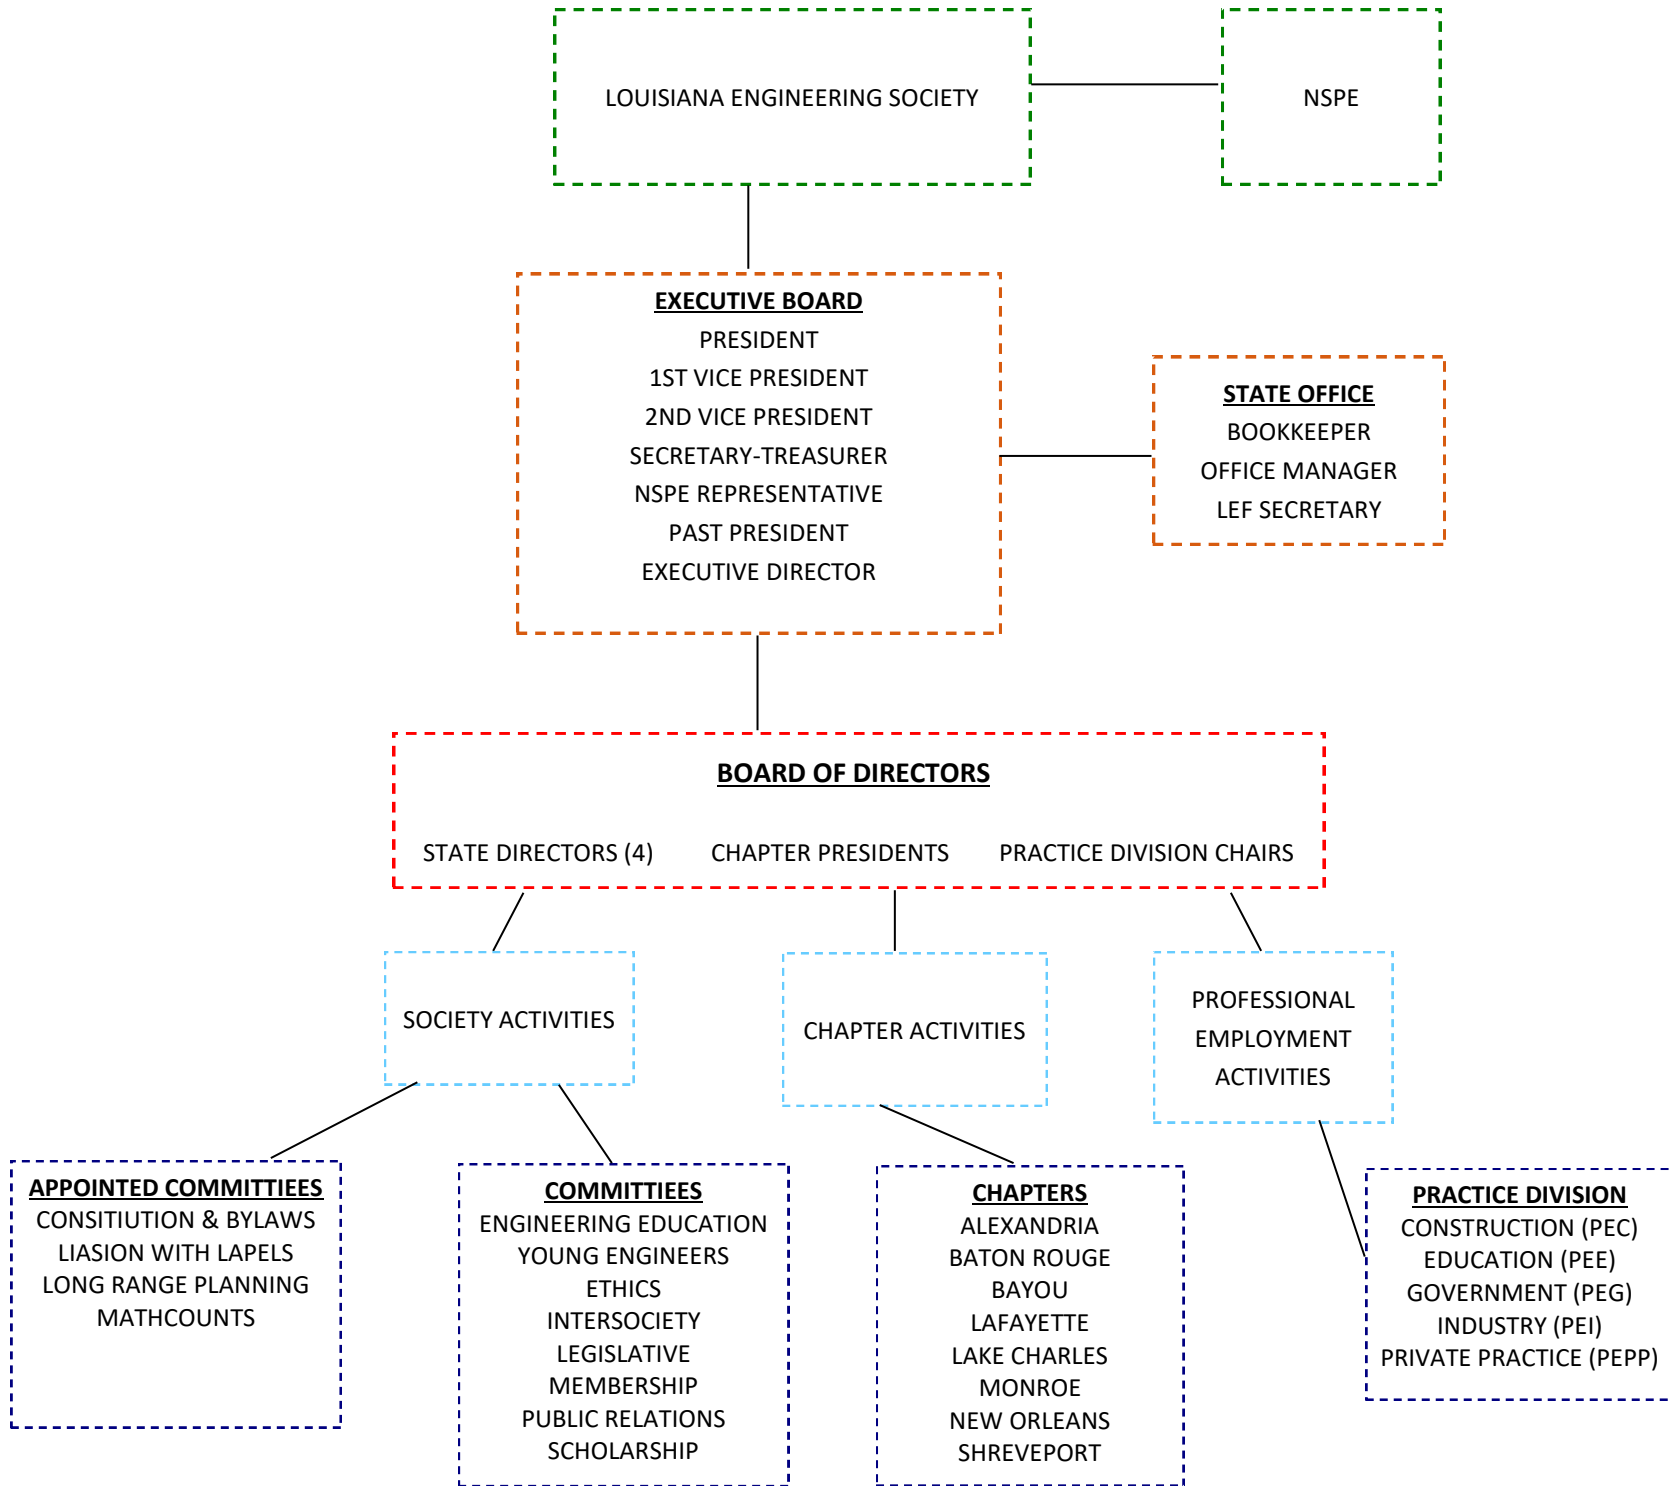 LOUISIANA ENGINEERING SOCIETY
NSPE
EXECUTIVE BOARD
PRESIDENT
1ST VICE PRESIDENT
2ND VICE PRESIDENT
SECRETARY-TREASURER
NSPE REPRESENTATIVE
PAST PRESIDENT
EXECUTIVE DIRECTOR
STATE OFFICE
BOOKKEEPER
OFFICE MANAGER
LEF SECRETARY
BOARD OF DIRECTORS
STATE DIRECTORS (4) CHAPTER PRESIDENTS PRACTICE DIVISION CHAIRS
SOCIETY ACTIVITIES
CHAPTER ACTIVITIES
PROFESSIONAL
EMPLOYMENT
ACTIVITIES
APPOINTED COMMITTIEES
CONSITIUTION & BYLAWS
LIASION WITH LAPELS
LONG RANGE PLANNING
MATHCOUNTS
COMMITTIEES
ENGINEERING EDUCATION
YOUNG ENGINEERS
ETHICS
INTERSOCIETY
LEGISLATIVE
MEMBERSHIP
PUBLIC RELATIONS
SCHOLARSHIP
CHAPTERS
ALEXANDRIA
BATON ROUGE
BAYOU
LAFAYETTE
LAKE CHARLES
MONROE
NEW ORLEANS
SHREVEPORT
PRACTICE DIVISION
CONSTRUCTION (PEC)
EDUCATION (PEE)
GOVERNMENT (PEG)
INDUSTRY (PEI)
PRIVATE PRACTICE (PEPP)